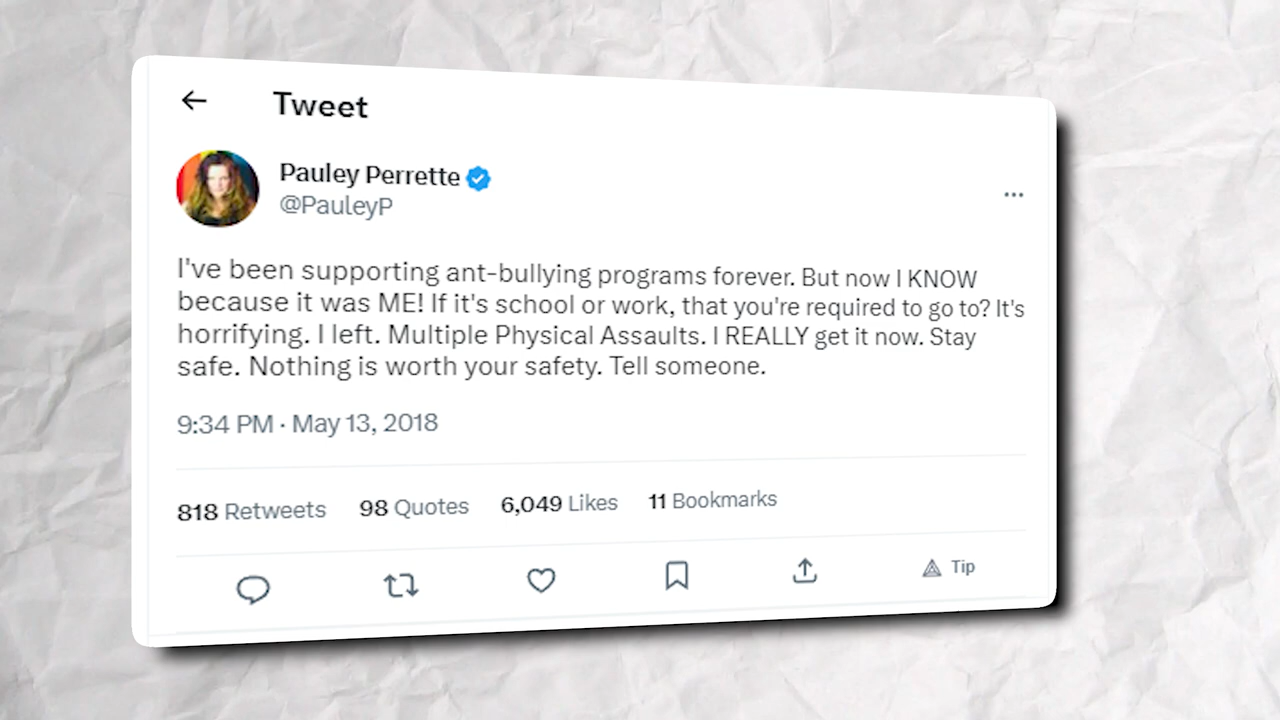 Tweet
Pauley Perrette
@PauleyP
I've been supporting ant-bullying programs forever. But now I KNOW
because it was ME! If it's school or work, that you're required to go to? It's
horrifying. I left. Multiple Physical Assaults. I REALLY get it now. Stay
safe. Nothing is worth your safety. Tell someone.
9:34 PM · May 13, 2018
818 Retweets 98 Quotes 6,049 Likes 11 Bookmarks
Tip